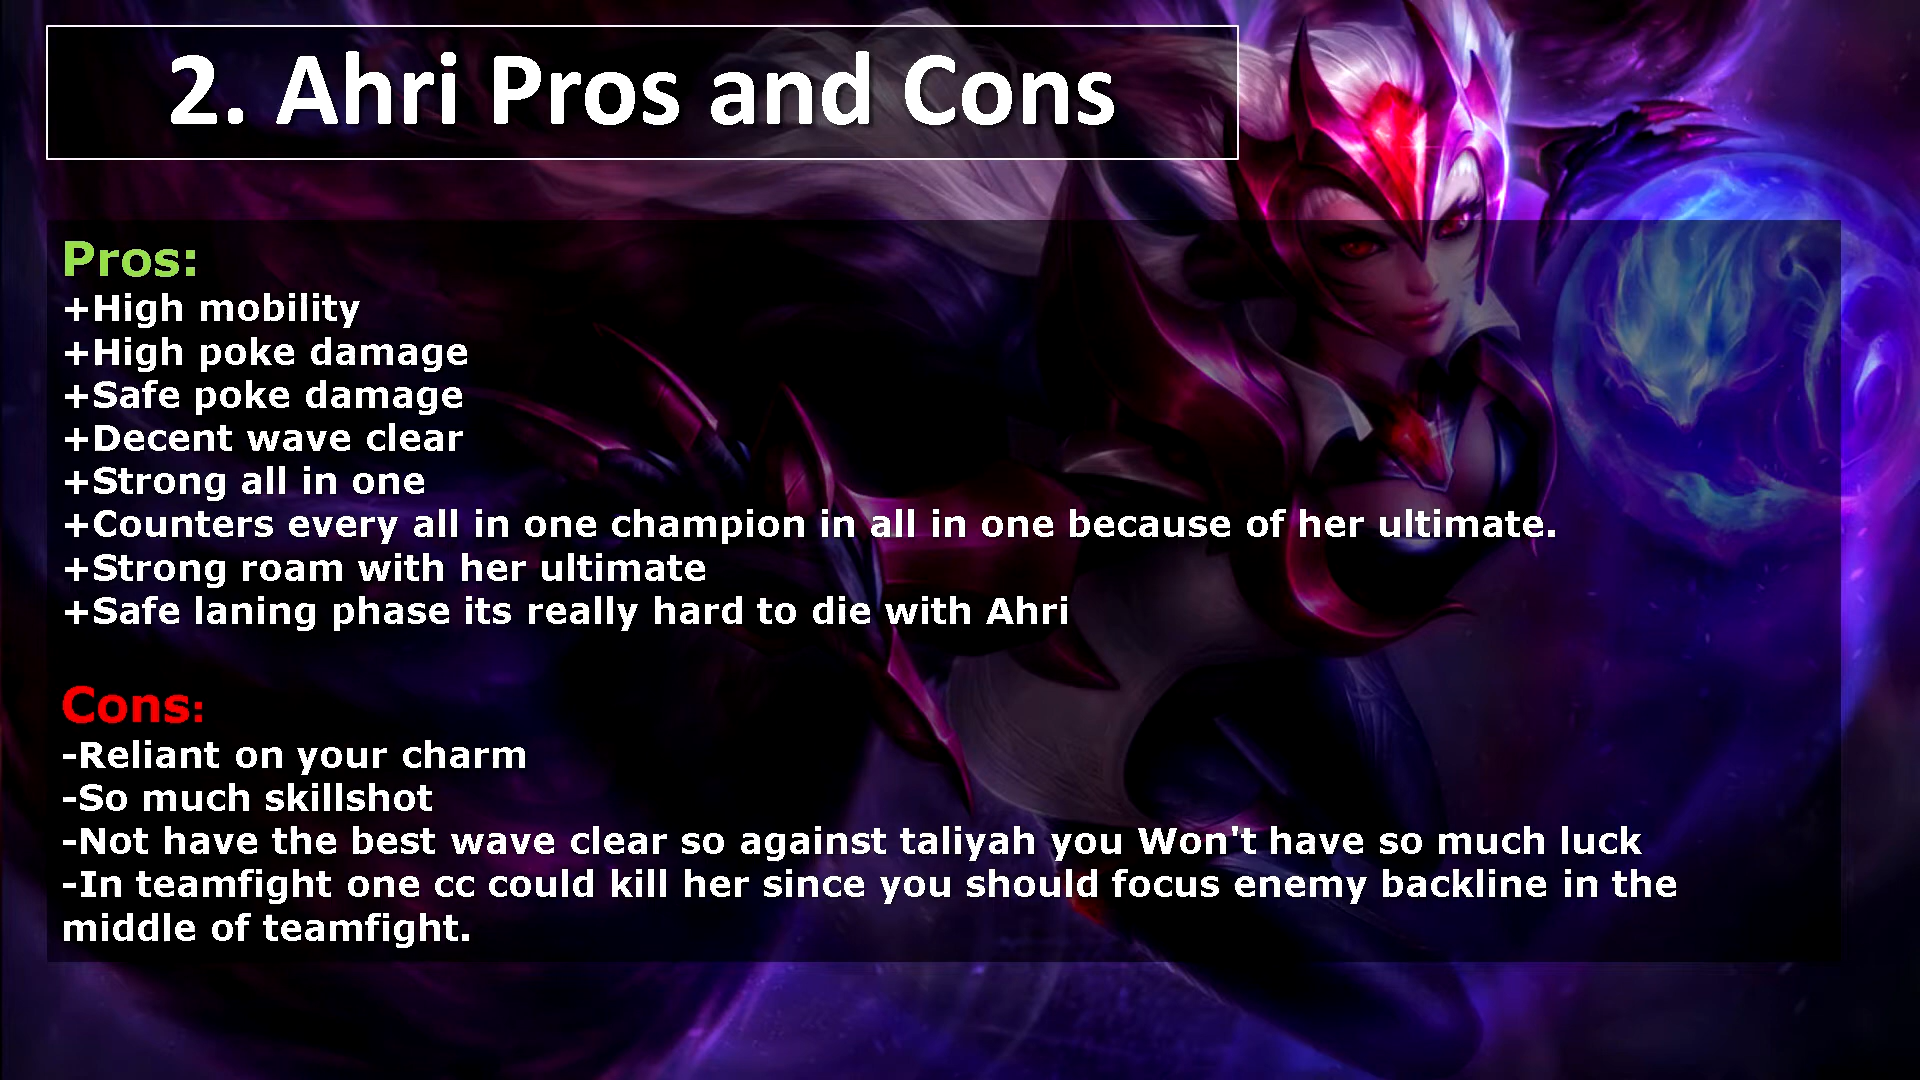 2. Ahri Pros and Cons
Pros:
+High mobility
+High poke damage
+Safe poke damage
+Decent wave clear
+Strong all in one
+Counters every all in one champion in all in one because of her ultimate.
+Strong roam with her ultimate
+Safe laning phase its really hard to die with Ahri
Cons:
-Reliant on your charm
-So much skillshot
-Not have the best wave clear so against taliyah you Won't have so much luck
-In teamfight one cc could kill her since you should focus enemy backline in the
middle of teamfight.